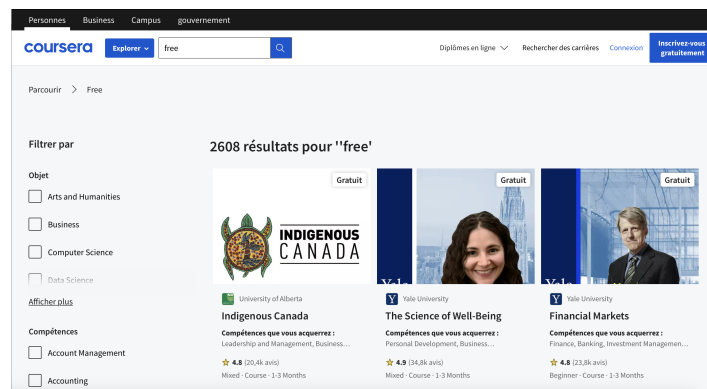 Personnes Business Campus gouvernement
coursera Explorer free Diplômes en ligne Rechercher des carrières Connexion Inscrivez-vous gratuitement
Parcourir > Free
Filtrer par
2608 résultats pour ''free'
Objet
Arts and Humanities
Business
Computer Science
Data Science
Afficher plus
Compétences
Account Management
Accounting
Gratuit
INDIGENOUS
CANADA
University of Alberta
Indigenous Canada
Compétences que vous acquerrez :
Leadership and Management, Business...
4.8 (20,4k avis)
Mixed · Course · 1-3 Months
Gratuit
Yale
Y Yale University
The Science of Well-Being
Compétences que vous acquerrez :
Personal Development, Business...
4.9 (34,8k avis)
Mixed · Course · 1-3 Months
Gratuit
Yale
Y Yale University
Financial Markets
Compétences que vous acquerrez :
Finance, Banking, Investment Managemen...
4.8 (23,8k avis)
Beginner · Course · 1-3 Months